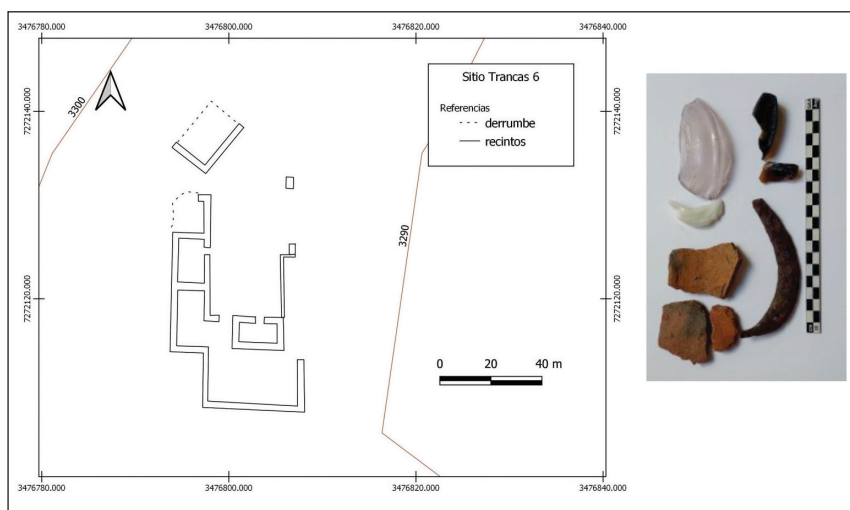 3476780.000 3476800.000 3476820.000 3476840.000
7272140.000 7272140.000
3300
Sitio Trancas 6
Referencias
derrumbe
recintos
3290
7272120.000 7272120.000
0 20 40 m
3476780.000 3476800.000 3476820.000 3476840.000